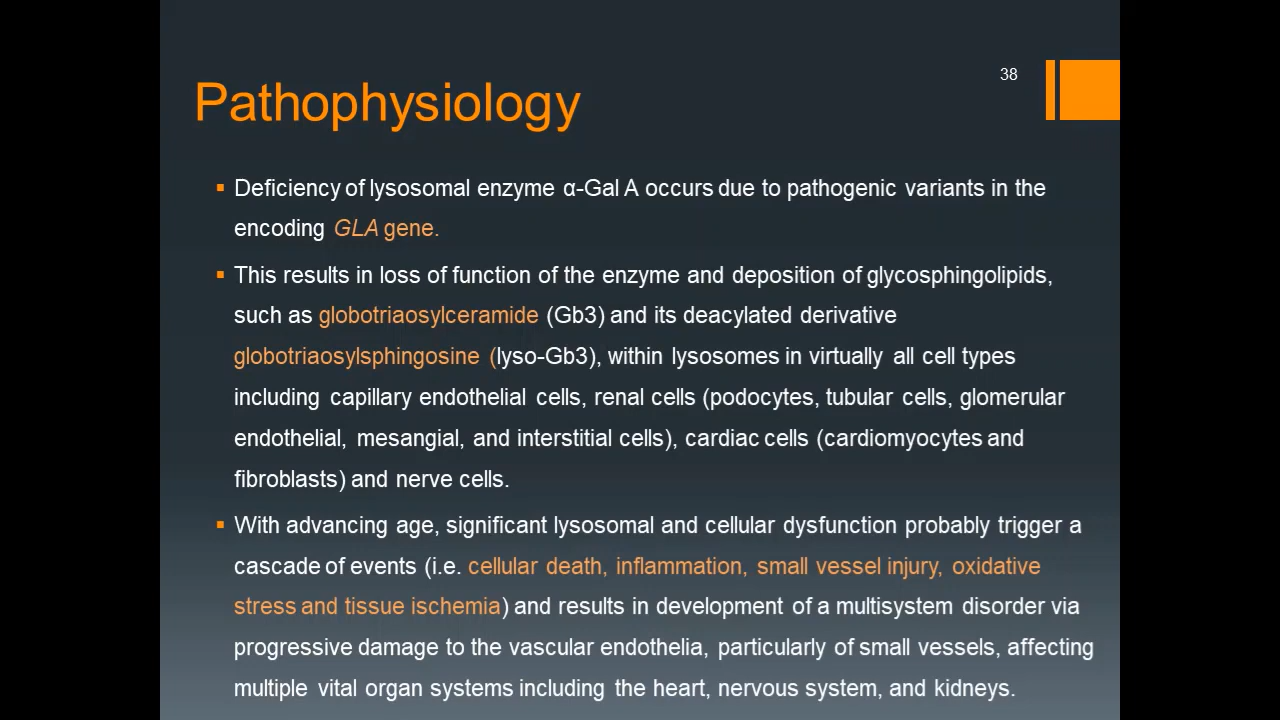 38
Pathophysiology
▪ Deficiency of lysosomal enzyme α-Gal A occurs due to pathogenic variants in the
encoding GLA gene.
▪ This results in loss of function of the enzyme and deposition of glycosphingolipids,
such as globotriaosylceramide (Gb3) and its deacylated derivative
globotriaosylsphingosine (lyso-Gb3), within lysosomes in virtually all cell types
including capillary endothelial cells, renal cells (podocytes, tubular cells, glomerular
endothelial, mesangial, and interstitial cells), cardiac cells (cardiomyocytes and
fibroblasts) and nerve cells.
▪ With advancing age, significant lysosomal and cellular dysfunction probably trigger a
cascade of events (i.e. cellular death, inflammation, small vessel injury, oxidative
stress and tissue ischemia) and results in development of a multisystem disorder via
progressive damage to the vascular endothelia, particularly of small vessels, affecting
multiple vital organ systems including the heart, nervous system, and kidneys.